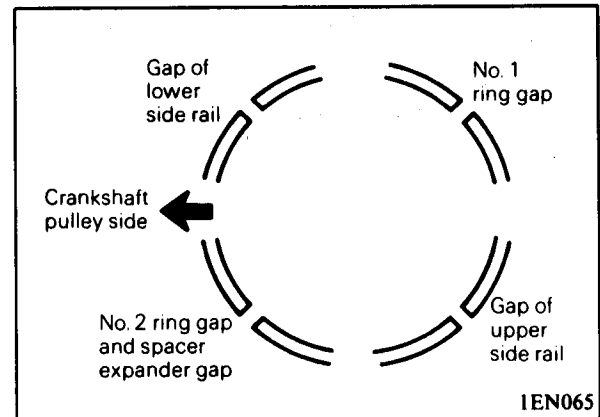 Gap of
lower
side rail
No. 1
ring gap
Crankshaft
pulley side
No. 2 ring gap
and spacer
expander gap
Gap of
upper
side rail
1EN065